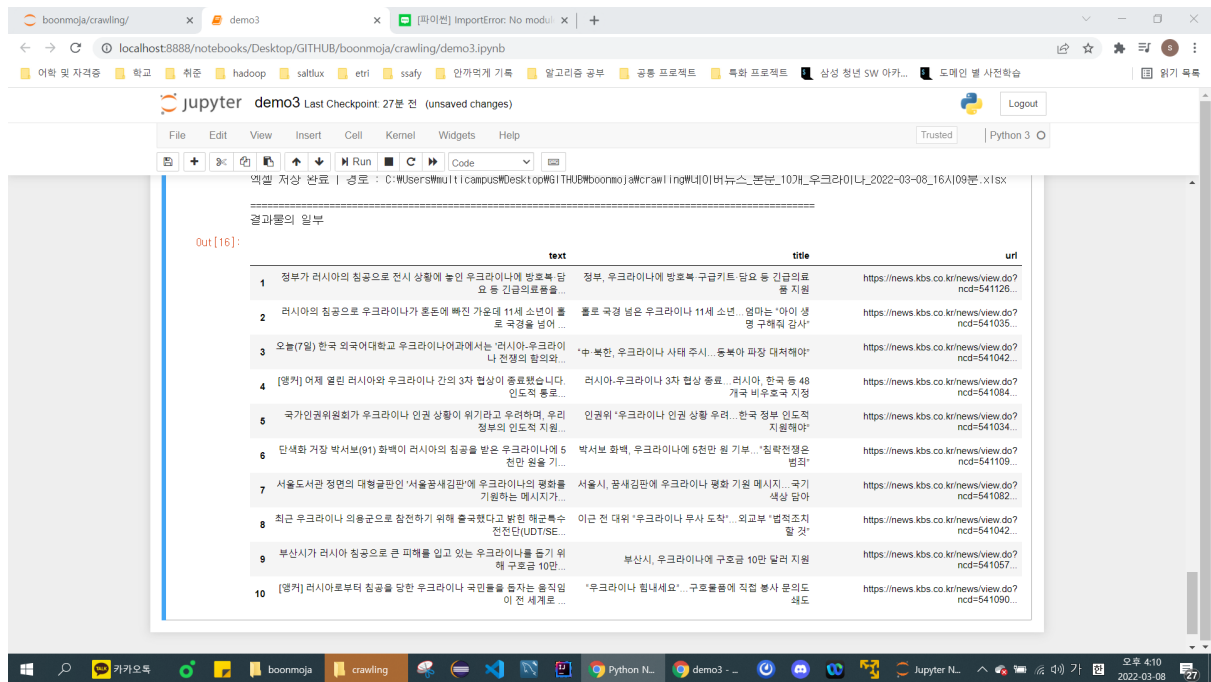 boonmoja/crawling/
demo3
[파이썬] ImportError: No modul
localhost:8888/notebooks/Desktop/GITHUB/boonmoja/crawling/demo3.ipynb
어학 및 자격증 학교 취준 hadoop saltlux etri ssafy 안까먹게 기록 알고리즘 공부 공통 프로젝트 특화 프로젝트 삼성 청년 SW 아카... 도메인 별 사전학습 읽기 목록
jupyter demo3 Last Checkpoint: 27분 전 (unsaved changes) Logout
File Edit View Insert Cell Kernel Widgets Help Trusted Python 3
Run Code
엑셀 저장 완료 | 경로 : C:₩Users₩multicampus₩Desktop₩GITHUB₩boonmoja₩crawling₩네이버뉴스_본문_10개_우크라이나_2022-03-08_16시09분.xlsx
결과물의 일부
Out[16]:
text title url
1 정부가 러시아의 침공으로 전시 상황에 놓인 우크라이나에 방호복·담 정부, 우크라이나에 방호복·구급키트·담요 등 긴급의료 https://news.kbs.co.kr/news/view.do?
요 등 긴급의료품을... 품 지원 ncd=541126...
2 러시아의 침공으로 우크라이나가 혼돈에 빠진 가운데 11세 소년이 홀 홀로 국경 넘은 우크라이나 11세 소년…엄마는 "아이 생 https://news.kbs.co.kr/news/view.do?
로 국경을 넘어 ... 명 구해줘 감사" ncd=541035...
3 오늘(7일) 한국 외국어대학교 우크라이나어과에서는 '러시아-우크라이 "中·북한, 우크라이나 사태 주시…동북아 파장 대처해야" https://news.kbs.co.kr/news/view.do?
나 전쟁의 함의와... ncd=541042...
4 [앵커] 어제 열린 러시아와 우크라이나 간의 3차 협상이 종료됐습니다. 러시아-우크라이나 3차 협상 종료…러시아, 한국 등 48 https://news.kbs.co.kr/news/view.do?
인도적 통로... 개국 비우호국 지정 ncd=541084...
5 국가인권위원회가 우크라이나 인권 상황이 위기라고 우려하며, 우리 인권위 "우크라이나 인권 상황 우려…한국 정부 인도적 https://news.kbs.co.kr/news/view.do?
정부의 인도적 지원... 지원해야" ncd=541034...
6 단색화 거장 박서보(91) 화백이 러시아의 침공을 받은 우크라이나에 5 박서보 화백, 우크라이나에 5천만 원 기부…"침략전쟁은 https://news.kbs.co.kr/news/view.do?
천만 원을 기... 범죄" ncd=541109...
7 서울도서관 정면의 대형글판인 '서울꿈새김판'에 우크라이나의 평화를 서울시, 꿈새김판에 우크라이나 평화 기원 메시지…국기 https://news.kbs.co.kr/news/view.do?
기원하는 메시지가... 색상 담아 ncd=541082...
8 최근 우크라이나 의용군으로 참전하기 위해 출국했다고 밝힌 해군특수 이근 전 대위 "우크라이나 무사 도착"…외교부 "법적조치 https://news.kbs.co.kr/news/view.do?
전전단(UDT/SE... 할 것" ncd=541042...
9 부산시가 러시아 침공으로 큰 피해를 입고 있는 우크라이나를 돕기 위 부산시, 우크라이나에 구호금 10만 달러 지원 https://news.kbs.co.kr/news/view.do?
해 구호금 10만... ncd=541057...
10 [앵커] 러시아로부터 침공을 당한 우크라이나 국민들을 돕자는 움직임 "우크라이나 힘내세요"…구호물품에 직접 봉사 문의도 https://news.kbs.co.kr/news/view.do?
이 전 세계로 ... 쇄도 ncd=541090...
카카오톡 boonmoja crawling Python N... demo3 - ... Jupyter N... 가 오후 4:10
2022-03-08 27